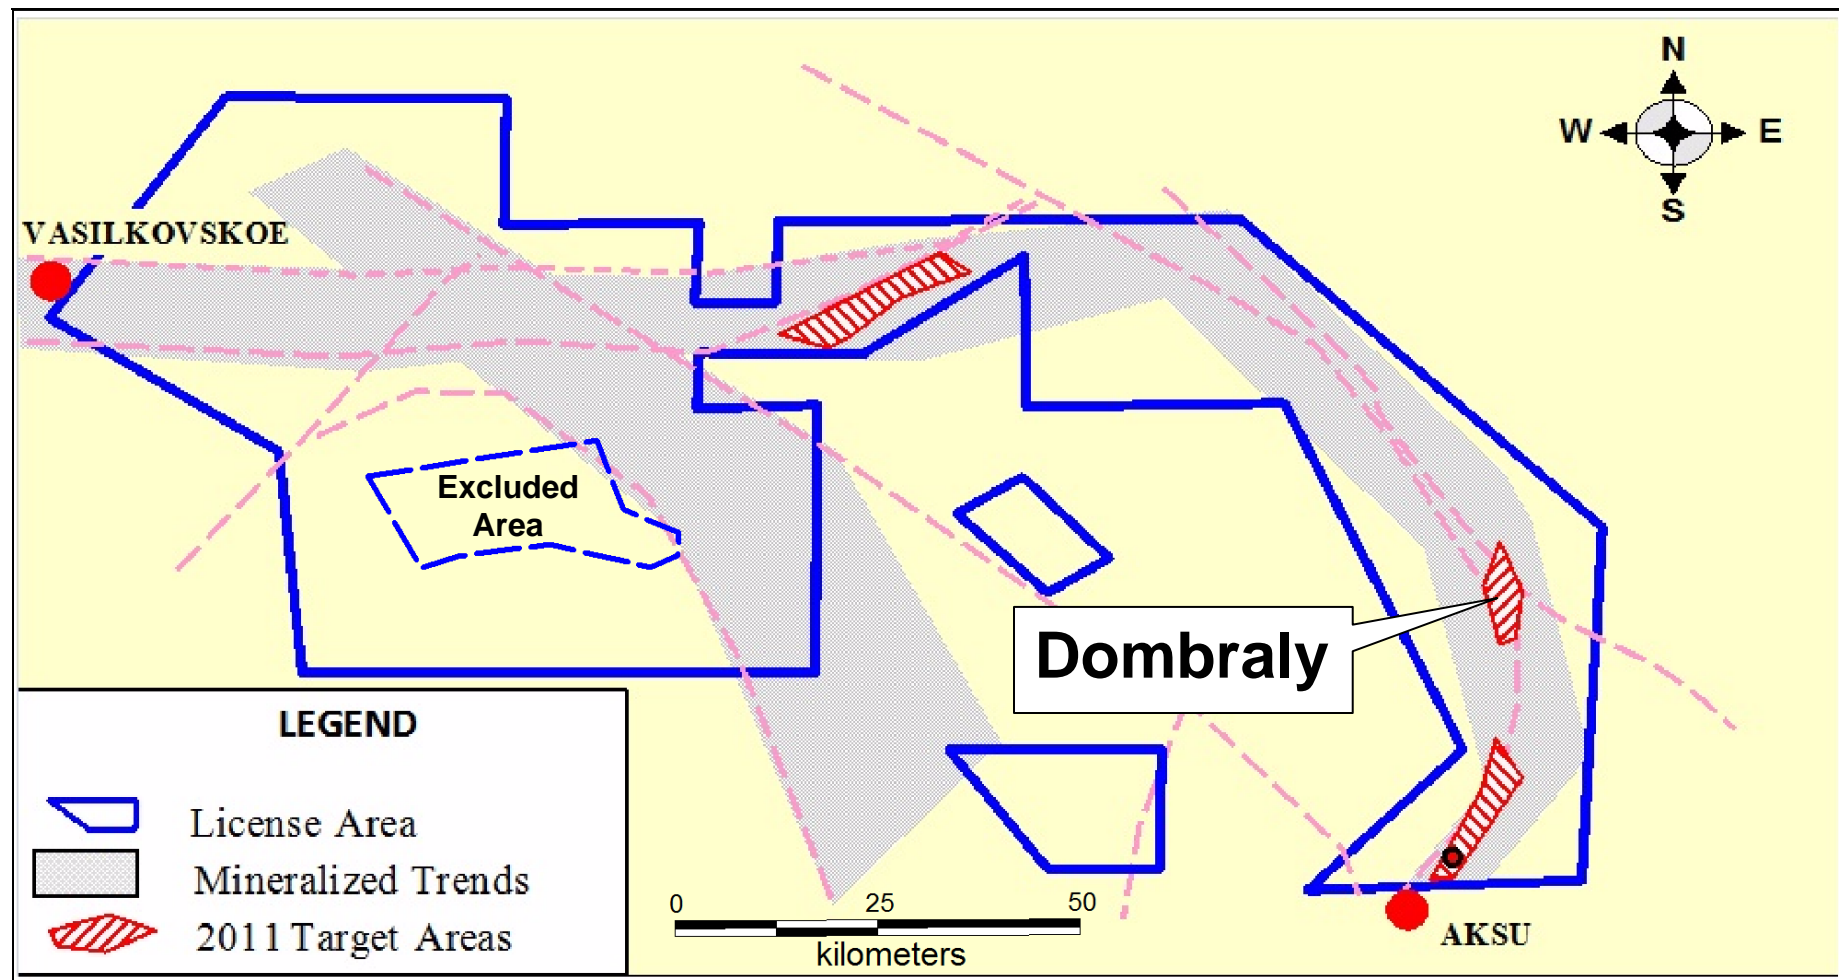 N
W E
S
VASILKOVSKOE
Excluded
Area
Dombraly
LEGEND
License Area
Mineralized Trends
2011 Target Areas
0 25 50
kilometers
AKSU